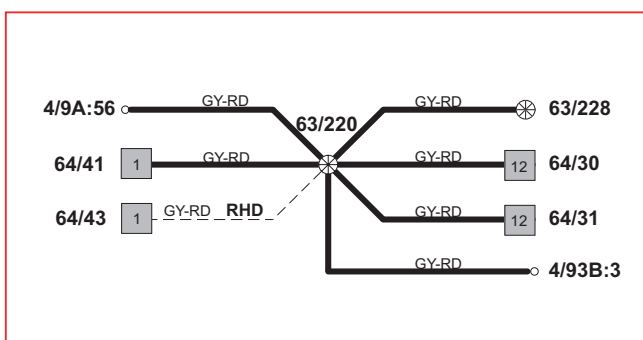 4/9A:56 GY-RD GY-RD 63/228
63/220
64/41 1 GY-RD GY-RD 12 64/30
64/43 1 GY-RD RHD GY-RD 12 64/31
GY-RD 4/93B:3